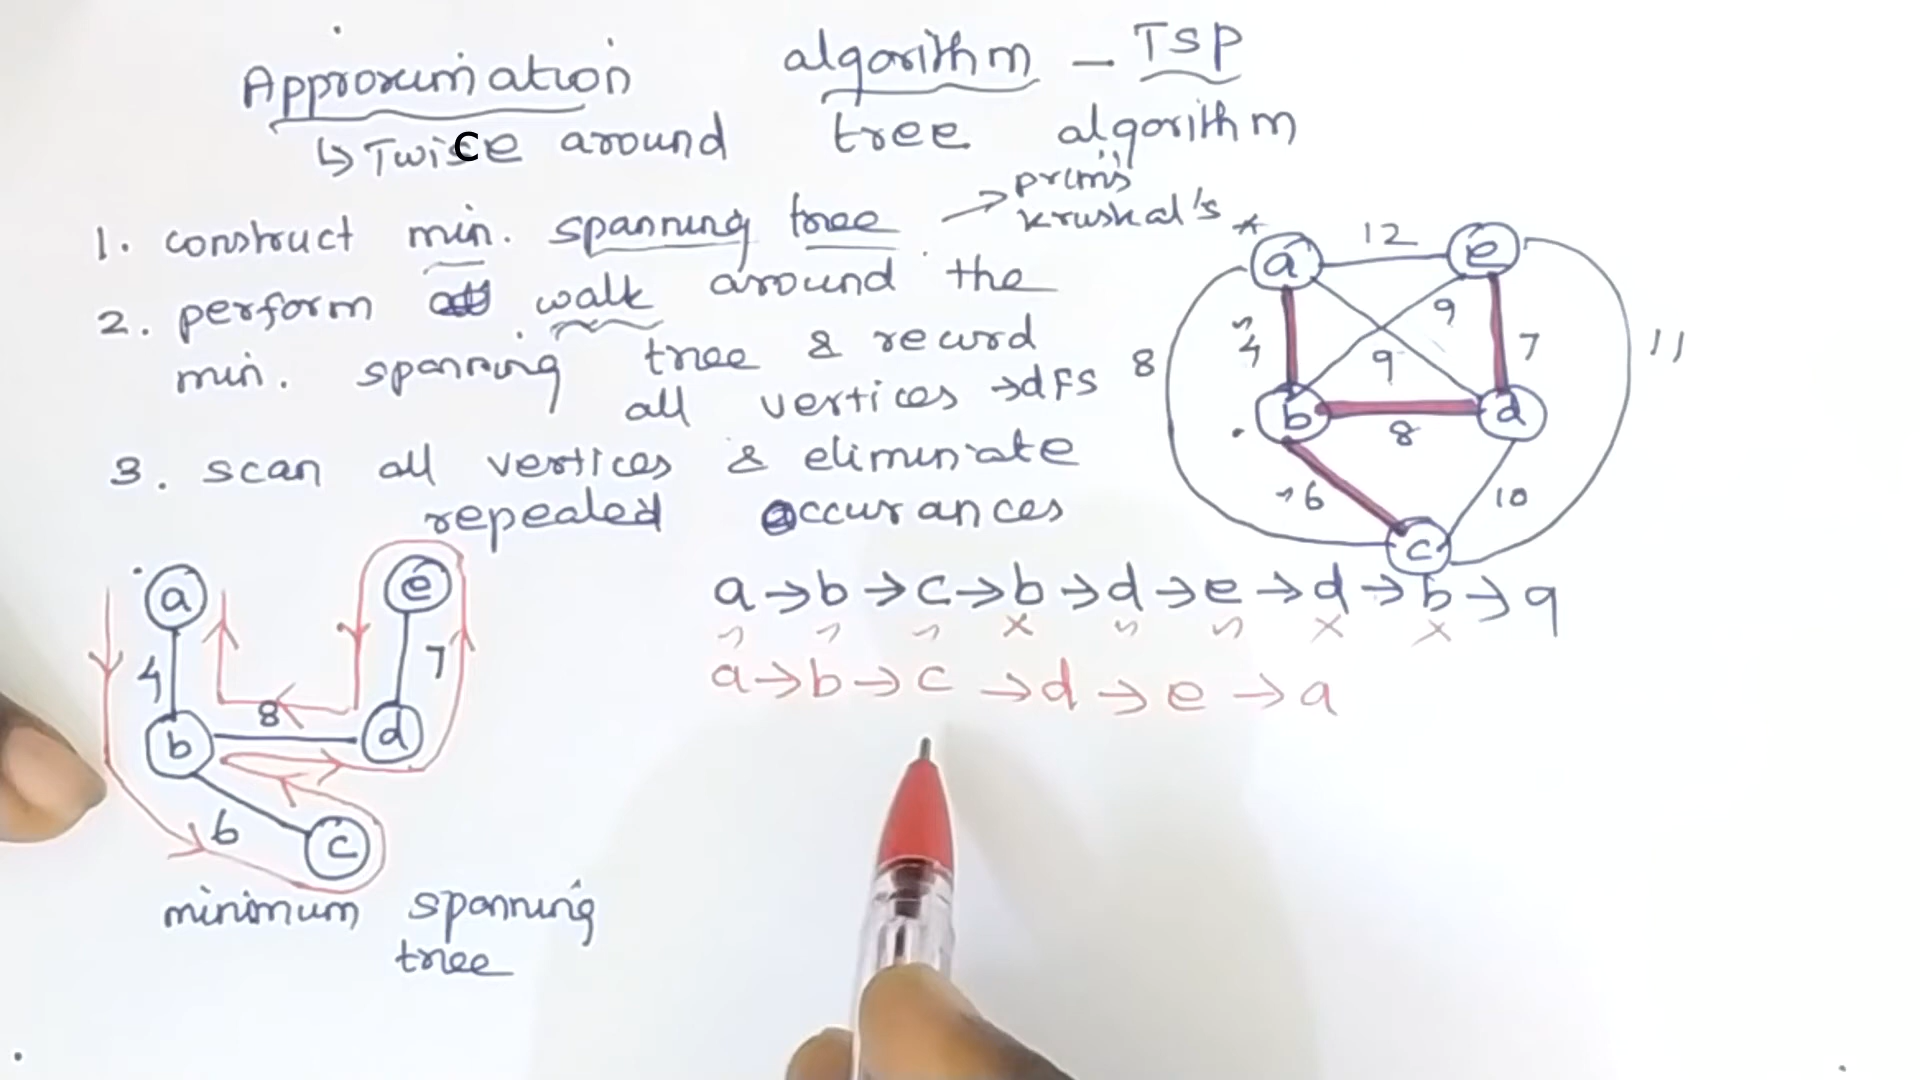 Approximation algorithm - TSP
↳ Twice around tree algorithm
1. construct min. spanning tree → prim's
kruskal's
2. perform a walk around the
min. spanning tree & record
all vertices → dFS
3. scan all vertices & eliminate
repeated occurances
a 12 e
4 9 7
8 9 11
b 8 d
6 10
c
a → b → c → b → d → e → d → b → a
a → b → c → d → e → a
a e
4 7
8
b d
6 c
minimum spanning
tree